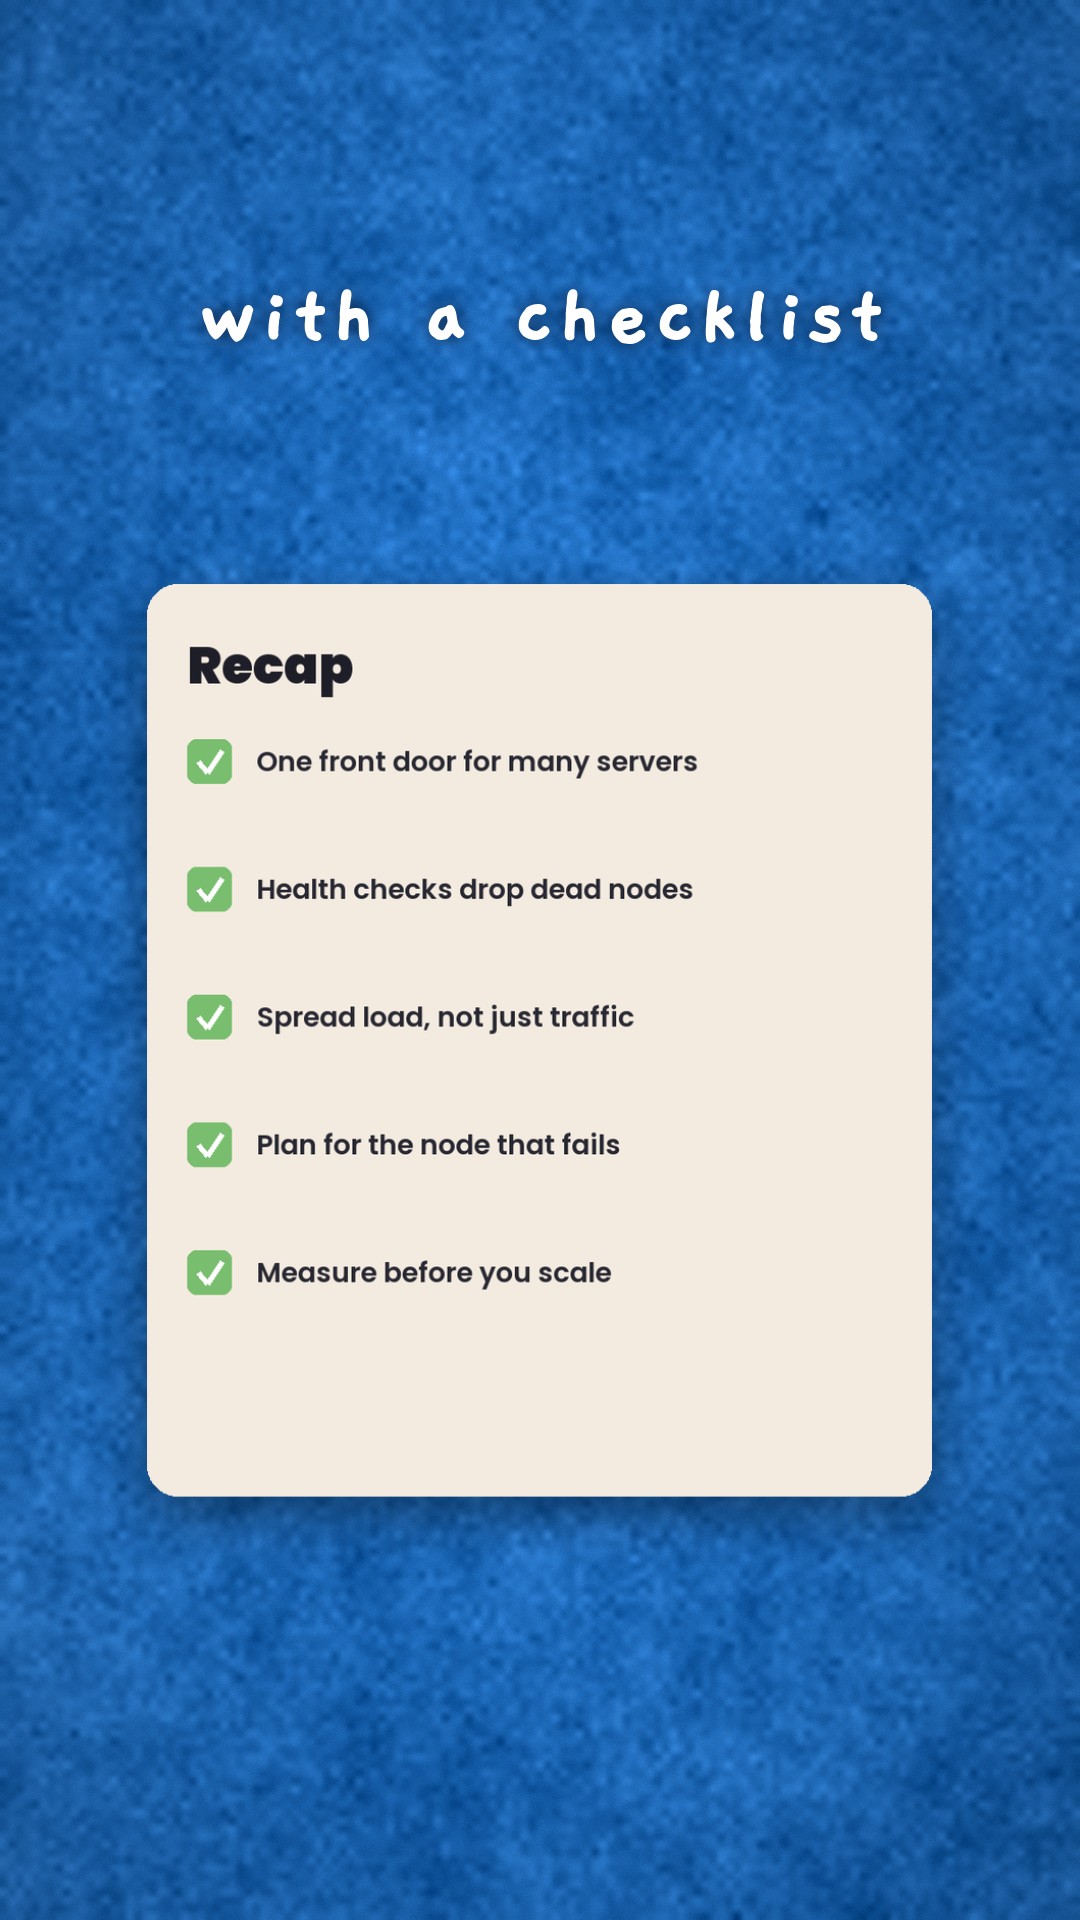 with a checklist
Recap
One front door for many servers
Health checks drop dead nodes
Spread load, not just traffic
Plan for the node that fails
Measure before you scale